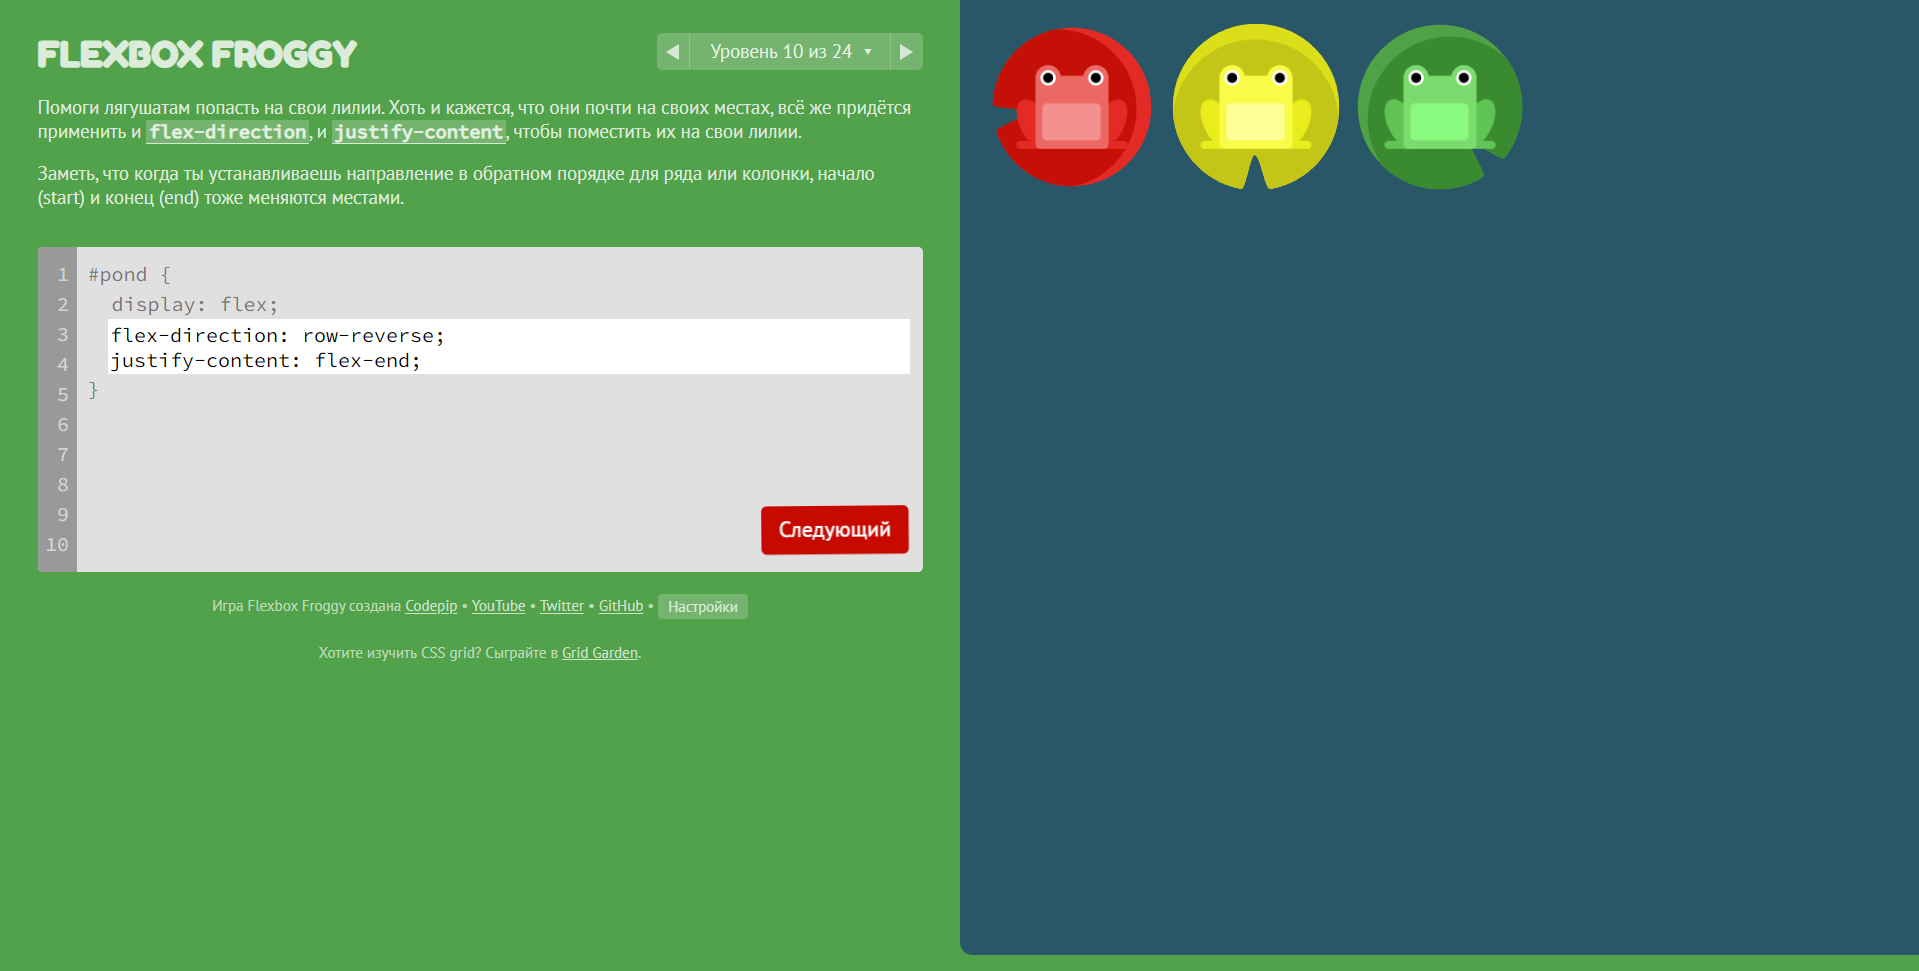 FLEXBOX FROGGY
Уровень 10 из 24
Помоги лягушатам попасть на свои лилии. Хоть и кажется, что они почти на своих местах, всё же придётся
применить и flex-direction, и justify-content, чтобы поместить их на свои лилии.
Заметь, что когда ты устанавливаешь направление в обратном порядке для ряда или колонки, начало
(start) и конец (end) тоже меняются местами.
1 #pond {
2 display: flex;
3 flex-direction: row-reverse;
4 justify-content: flex-end;
5 }
6
7
8
9
10
Следующий
Игра Flexbox Froggy создана Codepip • YouTube • Twitter • GitHub • Настройки
Хотите изучить CSS grid? Сыграйте в Grid Garden.